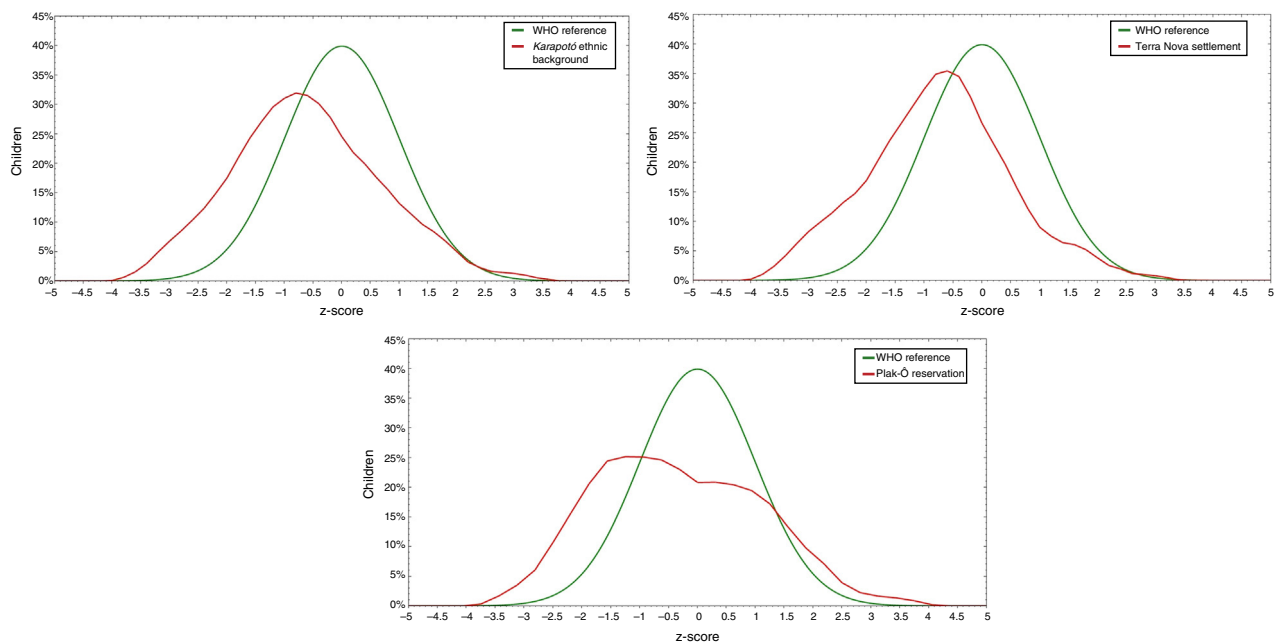 45%
40%
35%
30%
25%
20%
15%
10%
5%
0%
Children
–5 –4.5 –4 –3.5 –3 –2.5 –2 –1.5 –1 –0.5 0 0.5 1 1.5 2 2.5 3 3.5 4 4.5 5
z-score
WHO reference
Karapotó ethnic
background
45%
40%
35%
30%
25%
20%
15%
10%
5%
0%
Children
–5 –4.5 –4 –3.5 –3 –2.5 –2 –1.5 –1 –0.5 0 0.5 1 1.5 2 2.5 3 3.5 4 4.5 5
z-score
WHO reference
Terra Nova settlement
45%
40%
35%
30%
25%
20%
15%
10%
5%
0%
Children
–5 –4.5 –4 –3.5 –3 –2.5 –2 –1.5 –1 –0.5 0 0.5 1 1.5 2 2.5 3 3.5 4 4.5 5
z-score
WHO reference
Plak-Ô reservation